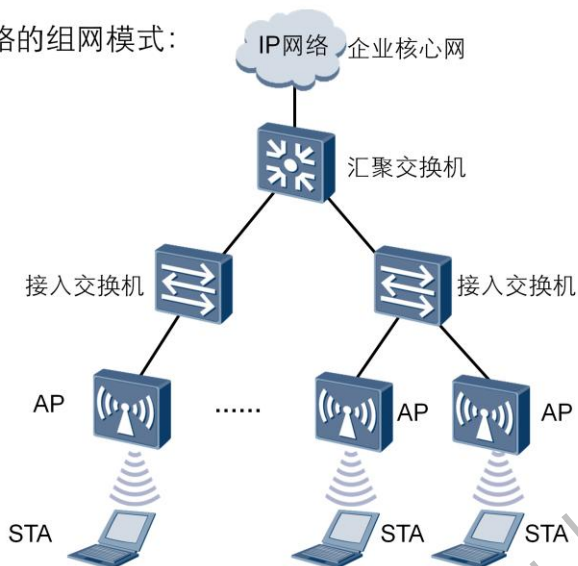 络的组网模式：
IP网络
企业核心网
汇聚交换机
接入交换机
接入交换机
AP
......
AP
AP
STA
STA
STA